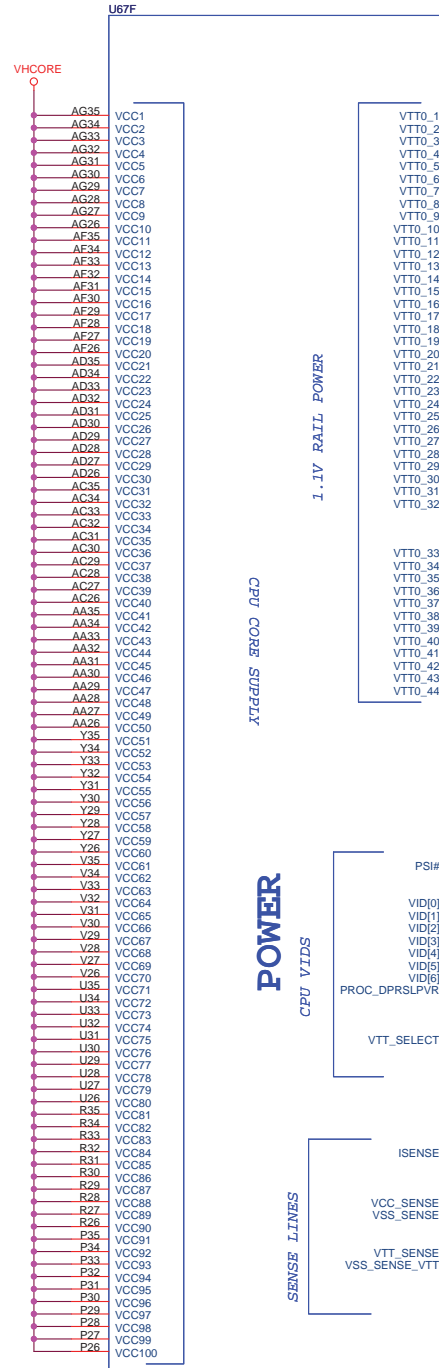 U67F
VHCORE
AG35 VCC1
AG34 VCC2
AG33 VCC3
AG32 VCC4
AG31 VCC5
AG30 VCC6
AG29 VCC7
AG28 VCC8
AG27 VCC9
AG26 VCC10
AF35 VCC11
AF34 VCC12
AF33 VCC13
AF32 VCC14
AF31 VCC15
AF30 VCC16
AF29 VCC17
AF28 VCC18
AF27 VCC19
AF26 VCC20
AD35 VCC21
AD34 VCC22
AD33 VCC23
AD32 VCC24
AD31 VCC25
AD30 VCC26
AD29 VCC27
AD28 VCC28
AD27 VCC29
AD26 VCC30
AC35 VCC31
AC34 VCC32
AC33 VCC33
AC32 VCC34
AC31 VCC35
AC30 VCC36
AC29 VCC37
AC28 VCC38
AC27 VCC39
AC26 VCC40
AA35 VCC41
AA34 VCC42
AA33 VCC43
AA32 VCC44
AA31 VCC45
AA30 VCC46
AA29 VCC47
AA28 VCC48
AA27 VCC49
AA26 VCC50
Y35 VCC51
Y34 VCC52
Y33 VCC53
Y32 VCC54
Y31 VCC55
Y30 VCC56
Y29 VCC57
Y28 VCC58
Y27 VCC59
Y26 VCC60
V35 VCC61
V34 VCC62
V33 VCC63
V32 VCC64
V31 VCC65
V30 VCC66
V29 VCC67
V28 VCC68
V27 VCC69
V26 VCC70
U35 VCC71
U34 VCC72
U33 VCC73
U32 VCC74
U31 VCC75
U30 VCC76
U29 VCC77
U28 VCC78
U27 VCC79
U26 VCC80
R35 VCC81
R34 VCC82
R33 VCC83
R32 VCC84
R31 VCC85
R30 VCC86
R29 VCC87
R28 VCC88
R27 VCC89
R26 VCC90
P35 VCC91
P34 VCC92
P33 VCC93
P32 VCC94
P31 VCC95
P30 VCC96
P29 VCC97
P28 VCC98
P27 VCC99
P26 VCC100
CPU CORE SUPPLY
POWER
1.1V RAIL POWER
VTT0_1
VTT0_2
VTT0_3
VTT0_4
VTT0_5
VTT0_6
VTT0_7
VTT0_8
VTT0_9
VTT0_10
VTT0_11
VTT0_12
VTT0_13
VTT0_14
VTT0_15
VTT0_16
VTT0_17
VTT0_18
VTT0_19
VTT0_20
VTT0_21
VTT0_22
VTT0_23
VTT0_24
VTT0_25
VTT0_26
VTT0_27
VTT0_28
VTT0_29
VTT0_30
VTT0_31
VTT0_32
VTT0_33
VTT0_34
VTT0_35
VTT0_36
VTT0_37
VTT0_38
VTT0_39
VTT0_40
VTT0_41
VTT0_42
VTT0_43
VTT0_44
CPU VIDS
PSI#
VID[0]
VID[1]
VID[2]
VID[3]
VID[4]
VID[5]
VID[6]
PROC_DPRSLPVR
VTT_SELECT
SENSE LINES
ISENSE
VCC_SENSE
VSS_SENSE
VTT_SENSE
VSS_SENSE_VTT